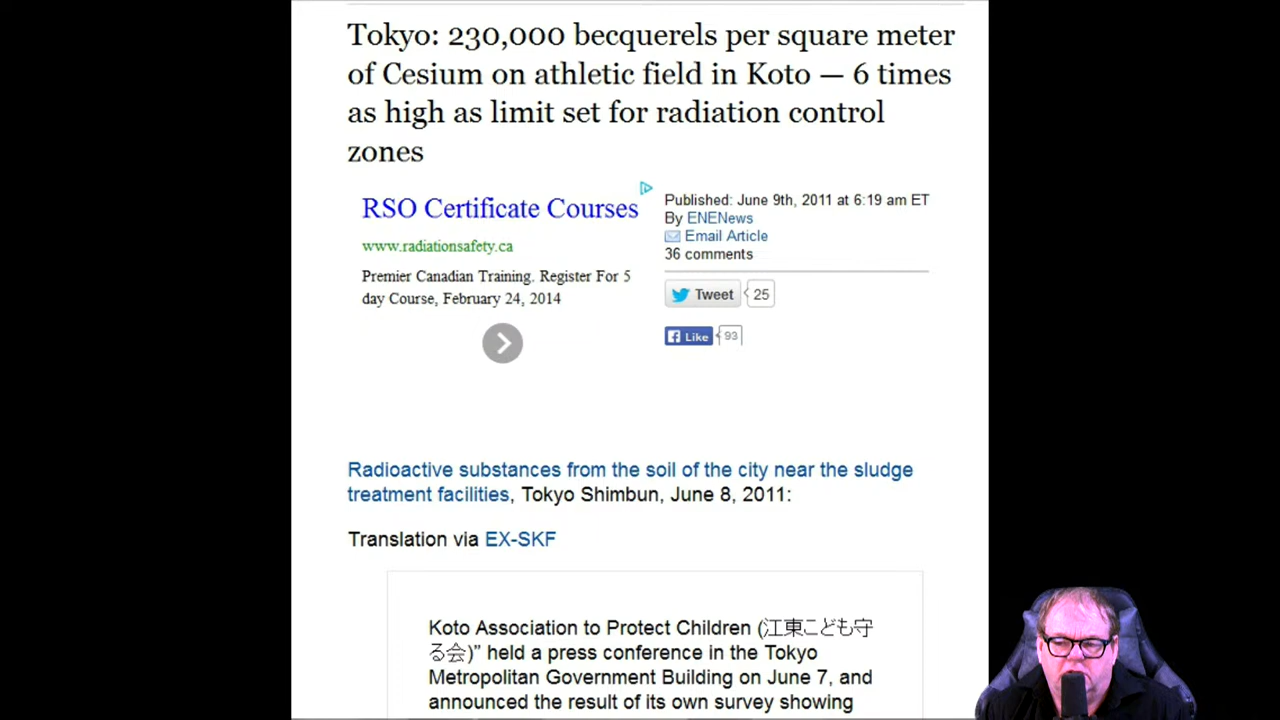 Tokyo: 230,000 becquerels per square meter
of Cesium on athletic field in Koto — 6 times
as high as limit set for radiation control
zones
RSO Certificate Courses
www.radiationsafety.ca
Premier Canadian Training. Register For 5
day Course, February 24, 2014
Published: June 9th, 2011 at 6:19 am ET
By ENENews
Email Article
36 comments
Tweet 25
Like 93
Radioactive substances from the soil of the city near the sludge
treatment facilities, Tokyo Shimbun, June 8, 2011:
Translation via EX-SKF
Koto Association to Protect Children (江東こども守
る会)" held a press conference in the Tokyo
Metropolitan Government Building on June 7, and
announced the result of its own survey showing